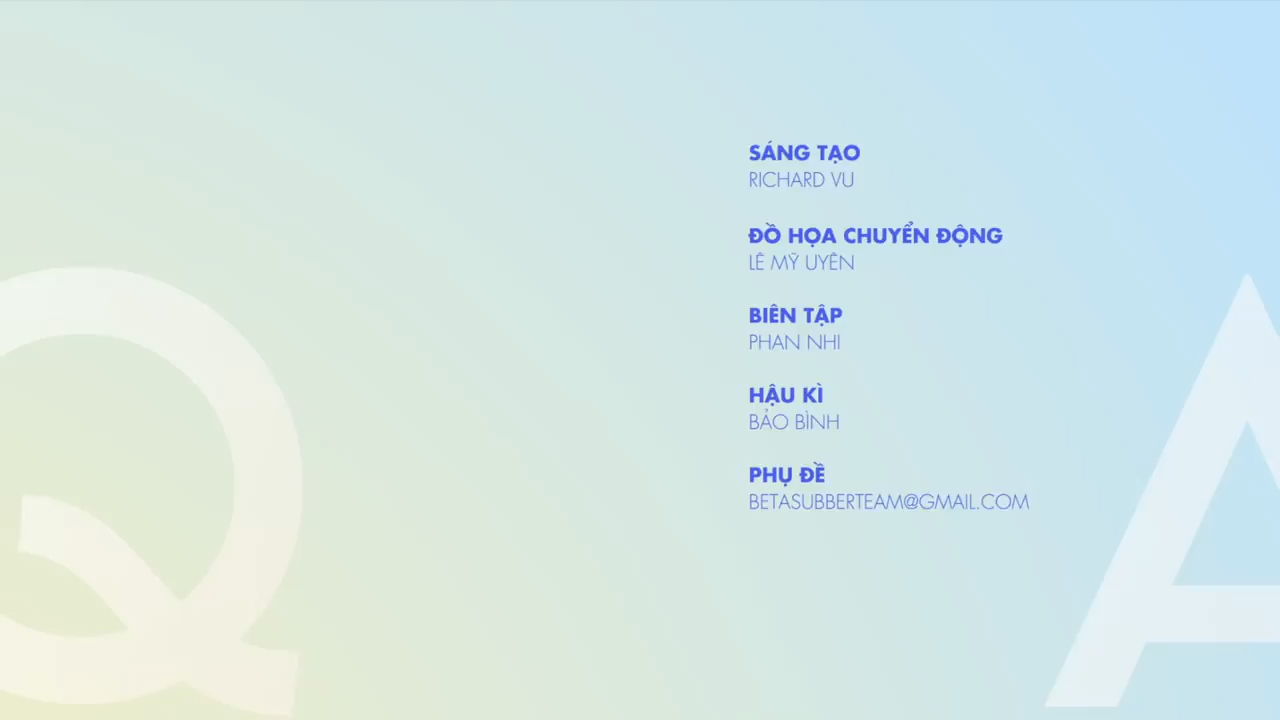 SÁNG TẠO
RICHARD VU
ĐỒ HỌA CHUYỂN ĐỘNG
LÊ MỸ UYÊN
BIÊN TẬP
PHAN NHI
HẬU KÌ
BẢO BÌNH
PHỤ ĐỀ
BETASUBBERTEAM@GMAIL.COM
Q
A